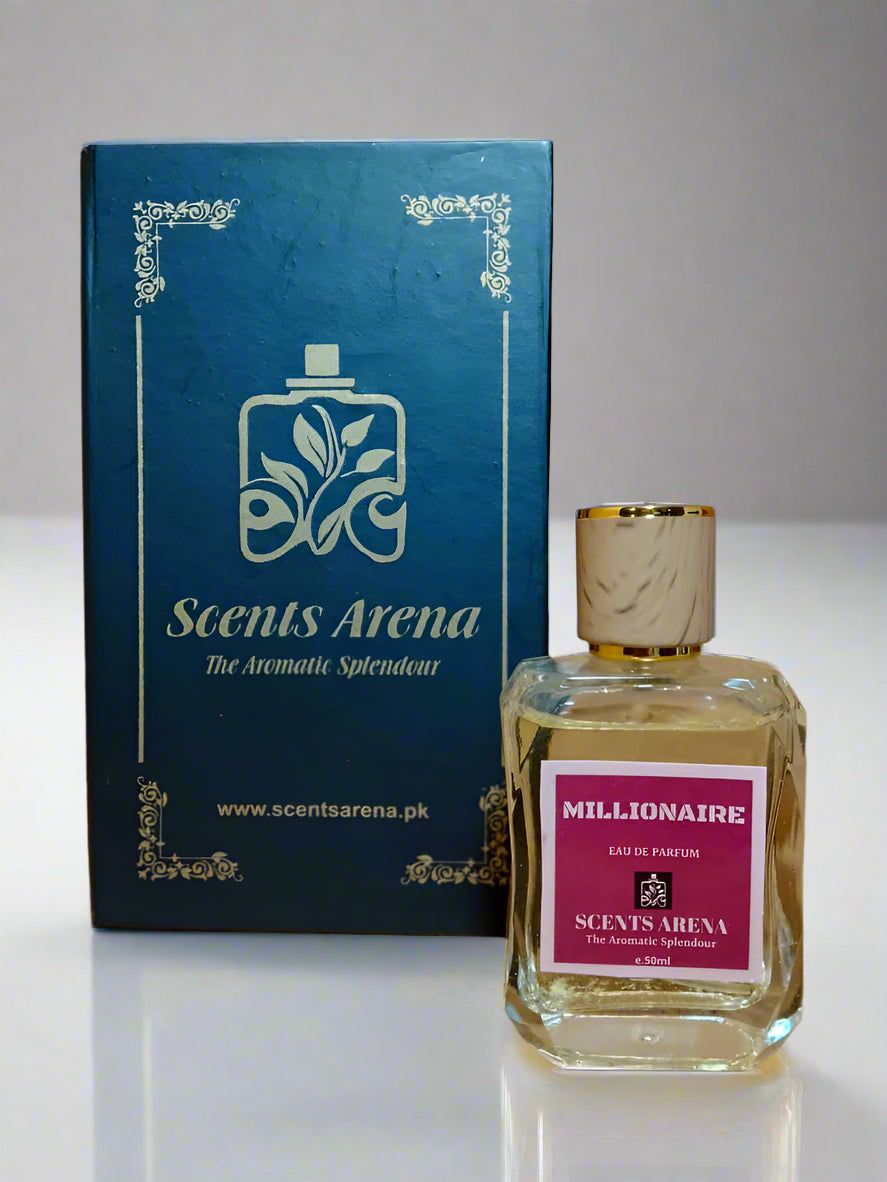 Scents Arena
The Aromatic Splendour
www.scentsarena.pk
MILLIONAIRE
EAU DE PARFUM
SCENTS ARENA
The Aromatic Splendour
e.50ml